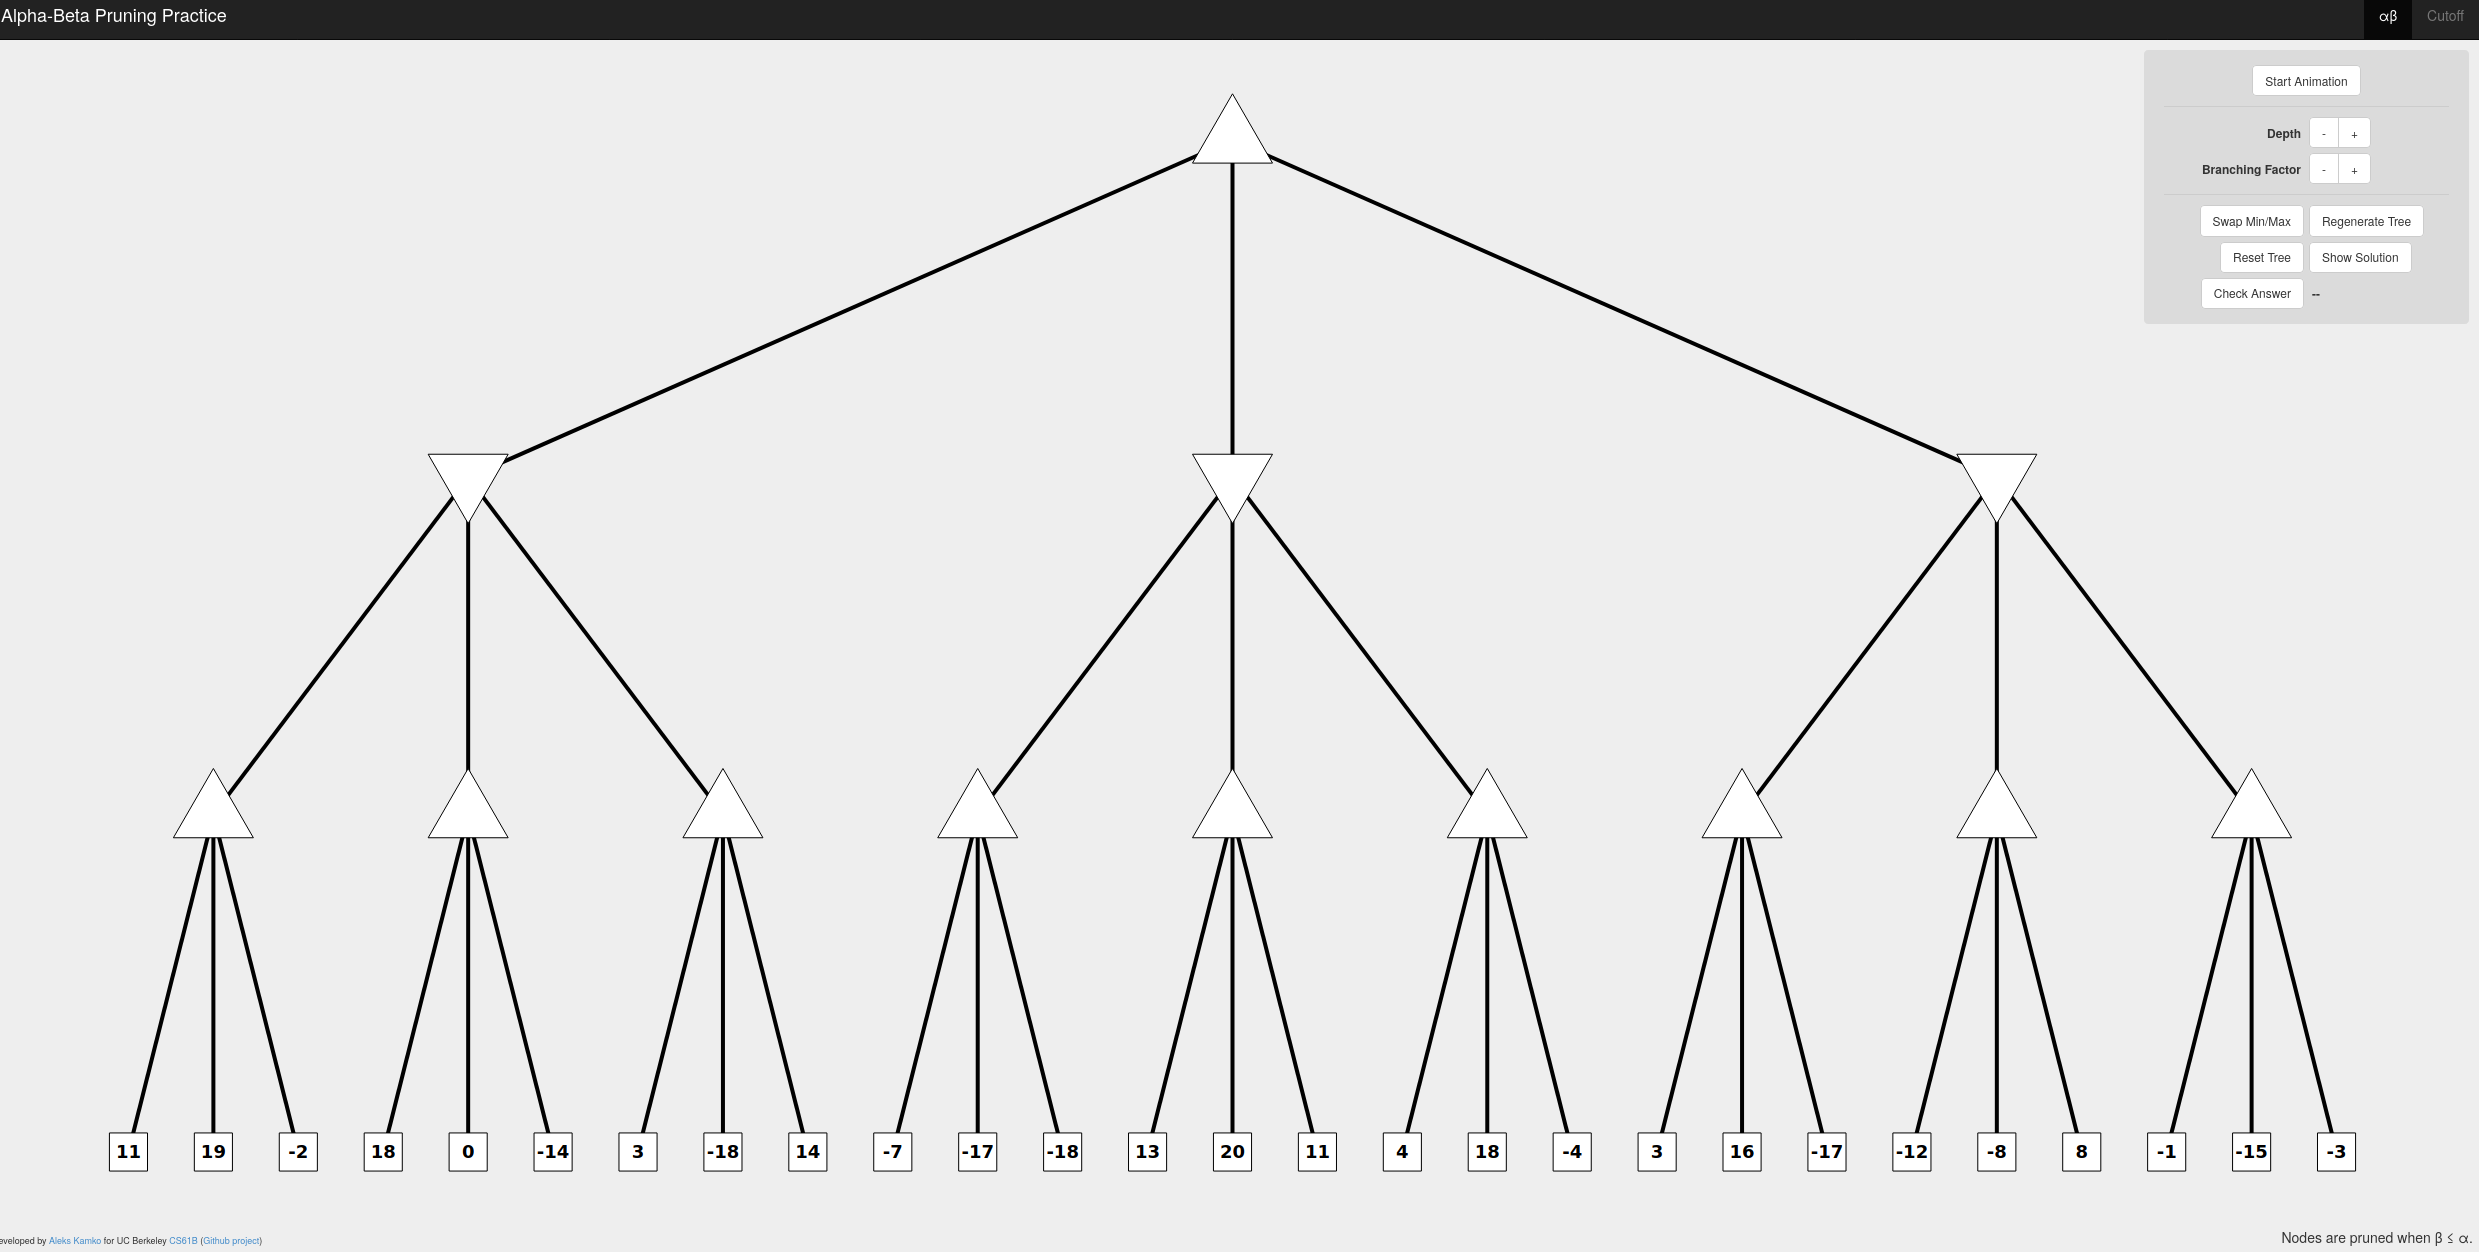 Alpha-Beta Pruning Practice
αβ Cutoff
Start Animation
Depth - +
Branching Factor - +
Swap Min/Max Regenerate Tree
Reset Tree Show Solution
Check Answer --
11 19 -2 18 0 -14 3 -18 14 -7 -17 -18 13 20 11 4 18 -4 3 16 -17 -12 -8 8 -1 -15 -3
eveloped by Aleks Kamko for UC Berkeley CS61B (Github project)
Nodes are pruned when β ≤ α.